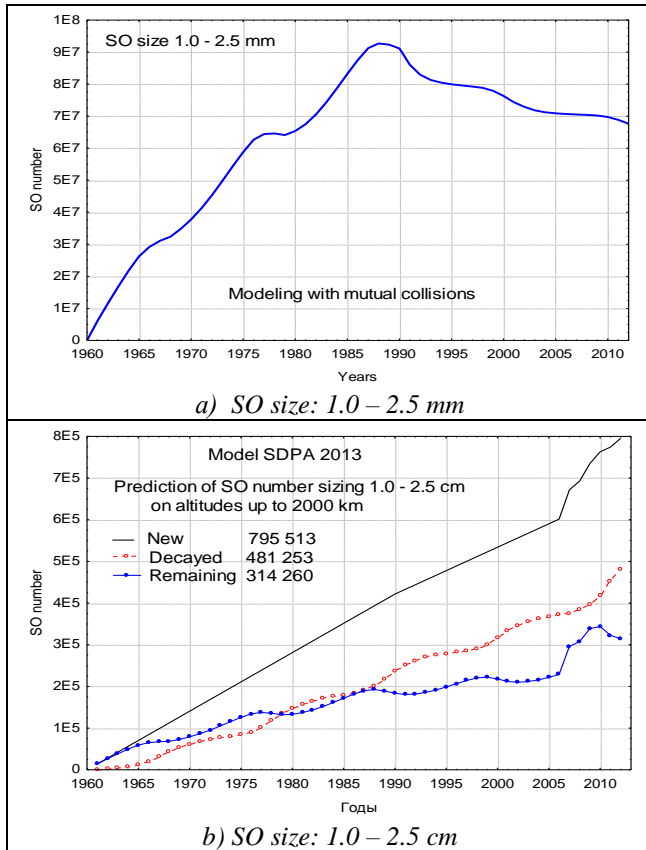 1E8
SO size 1.0 - 2.5 mm
9E7
8E7
7E7
6E7
5E7
4E7
3E7
2E7
1E7
0
SO number
Modeling with mutual collisions
1960 1965 1970 1975 1980 1985 1990 1995 2000 2005 2010
Years
a) SO size: 1.0 – 2.5 mm
8E5
Model SDPA 2013
7E5
Prediction of SO number sizing 1.0 - 2.5 cm
on altitudes up to 2000 km
6E5
New 795 513
Decayed 481 253
Remaining 314 260
5E5
4E5
3E5
2E5
1E5
0
SO number
1960 1965 1970 1975 1980 1985 1990 1995 2000 2005 2010
Годы
b) SO size: 1.0 – 2.5 cm